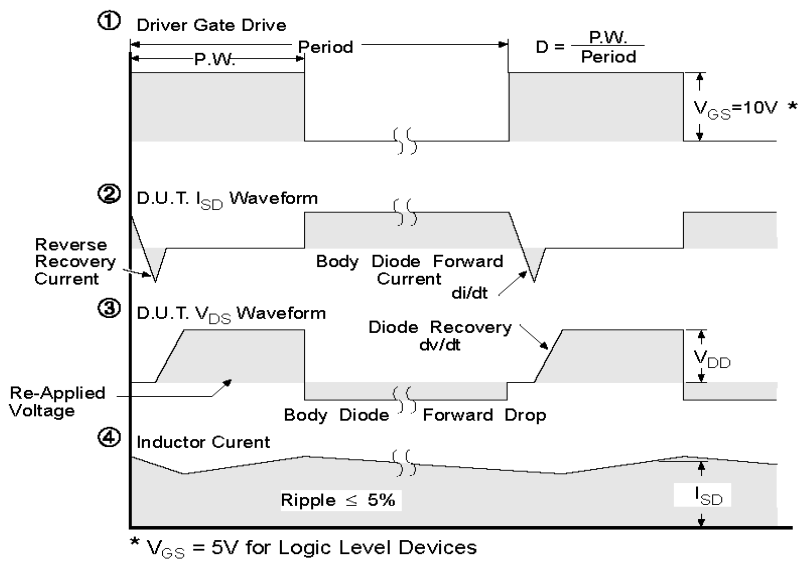 ① Driver Gate Drive
Period
P.W.
D = P.W. / Period
V_GS=10V *
② D.U.T. I_SD Waveform
Reverse
Recovery
Current
Body Diode Forward
Current
di/dt
③ D.U.T. V_DS Waveform
Diode Recovery
dv/dt
V_DD
Re-Applied
Voltage
Body Diode Forward Drop
④ Inductor Curent
Ripple ≤ 5%
I_SD
* V_GS = 5V for Logic Level Devices